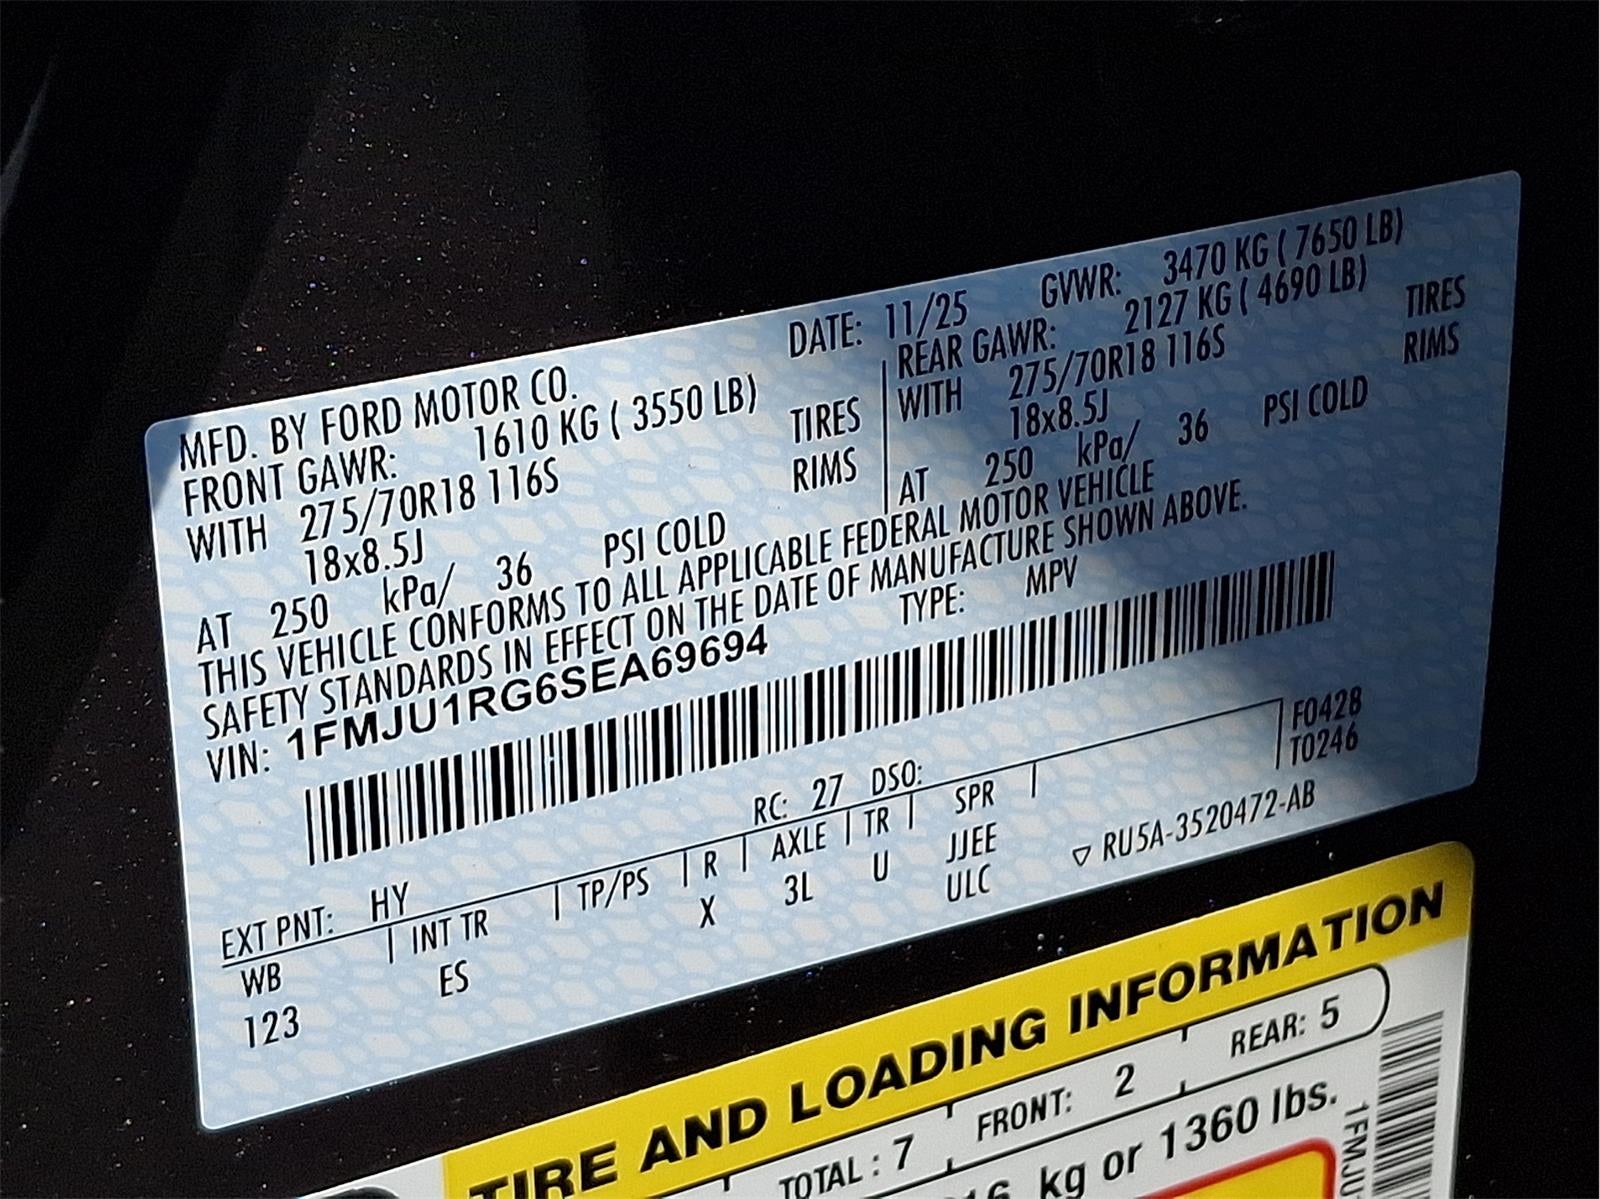 MFD. BY FORD MOTOR CO.
DATE: 11/25 GVWR: 3470 KG ( 7650 LB)
FRONT GAWR: 1610 KG ( 3550 LB)
WITH 275/70R18 116S TIRES
18x8.5J RIMS
AT 250 kPa/ 36 PSI COLD
REAR GAWR: 2127 KG ( 4690 LB)
WITH 275/70R18 116S TIRES
18x8.5J RIMS
AT 250 kPa/ 36 PSI COLD
THIS VEHICLE CONFORMS TO ALL APPLICABLE FEDERAL MOTOR VEHICLE
SAFETY STANDARDS IN EFFECT ON THE DATE OF MANUFACTURE SHOWN ABOVE.
VIN: 1FMJU1RG6SEA69694 TYPE: MPV
F0428
T0246
EXT PNT: HY RC: 27 DSO:
WB INT TR TP/PS R AXLE TR SPR
123 ES X 3L U JJEE
ULC
▽ RU5A-3520472-AB
TIRE AND LOADING INFORMATION
TOTAL : 7 FRONT: 2 REAR: 5
kg or 1360 lbs.
1FMJU